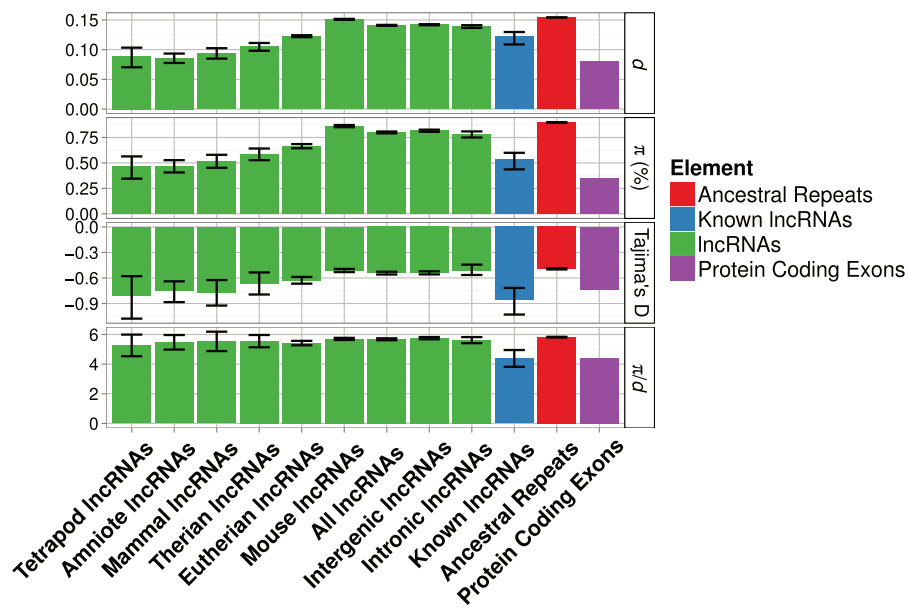 0.15
0.10
0.05
0.00
d
0.75
0.50
0.25
0.00
π (%)
0.0
−0.3
−0.6
−0.9
Tajima's D
6
4
2
0
π/d
Tetrapod lncRNAs
Amniote lncRNAs
Mammal lncRNAs
Therian lncRNAs
Eutherian lncRNAs
Mouse lncRNAs
All lncRNAs
Intergenic lncRNAs
Intronic lncRNAs
Known lncRNAs
Ancestral Repeats
Protein Coding Exons
Element
Ancestral Repeats
Known lncRNAs
lncRNAs
Protein Coding Exons